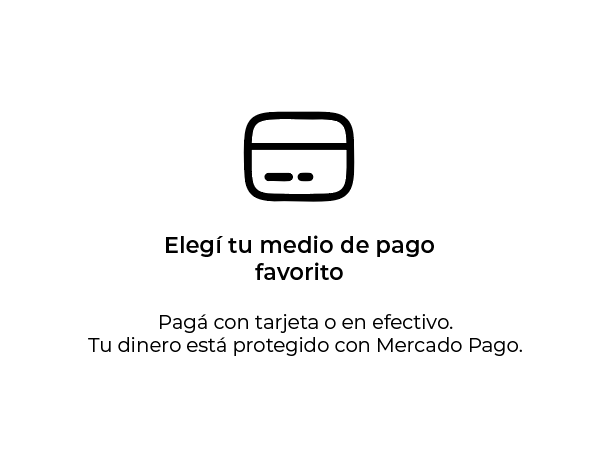 Elegí tu medio de pago
favorito
Pagá con tarjeta o en efectivo.
Tu dinero está protegido con Mercado Pago.